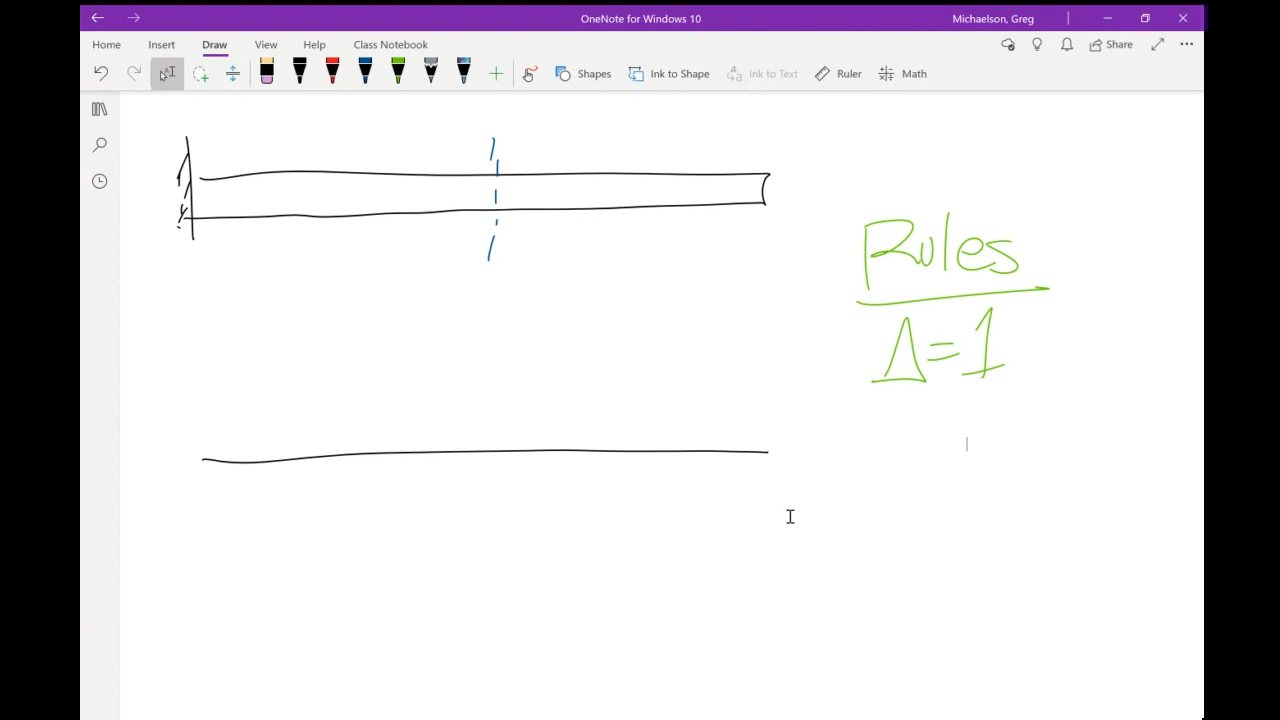 OneNote for Windows 10
Michaelson, Greg
Home Insert Draw View Help Class Notebook
Share
Shapes Ink to Shape Ink to Text Ruler Math
Rules
Δ=1